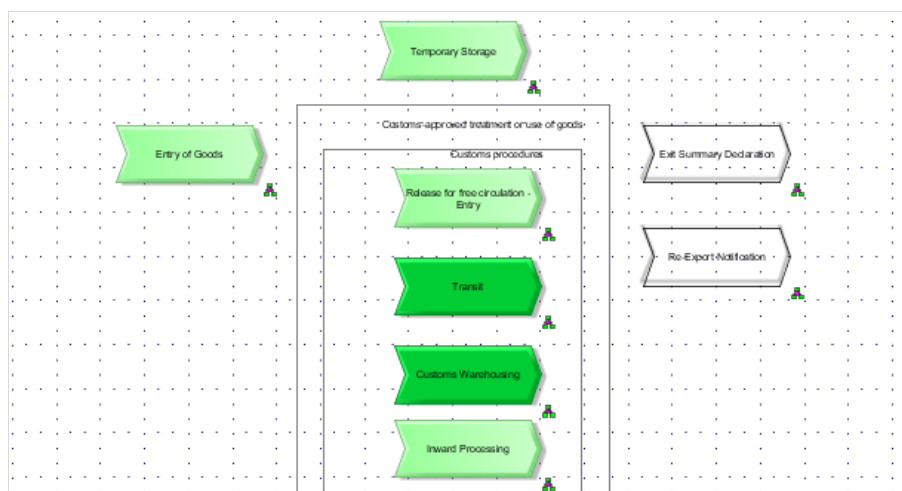 Temporary Storage
Customs-approved treatment or use of goods
Entry of Goods
Customs procedures
Exit Summary Declaration
Release for free circulation -
Entry
Re-Export-Notification
Transit
Customs Warehousing
Inward Processing